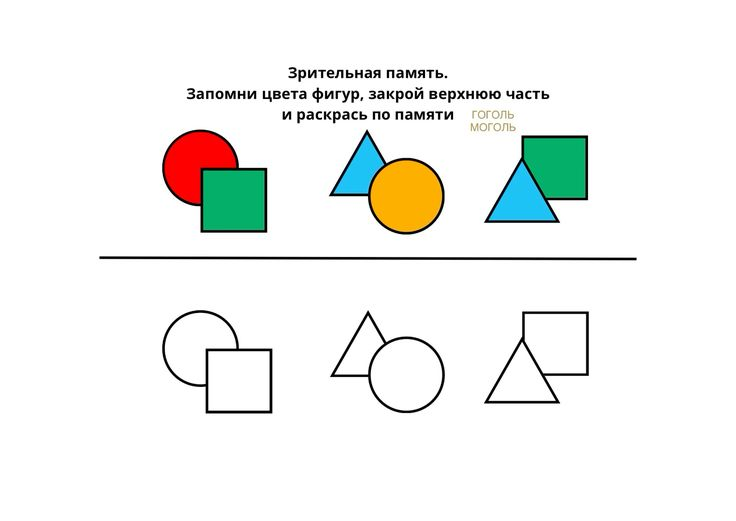 Зрительная память.
Запомни цвета фигур, закрой верхнюю часть
и раскрась по памяти
ГОГОЛЬ
МОГОЛЬ